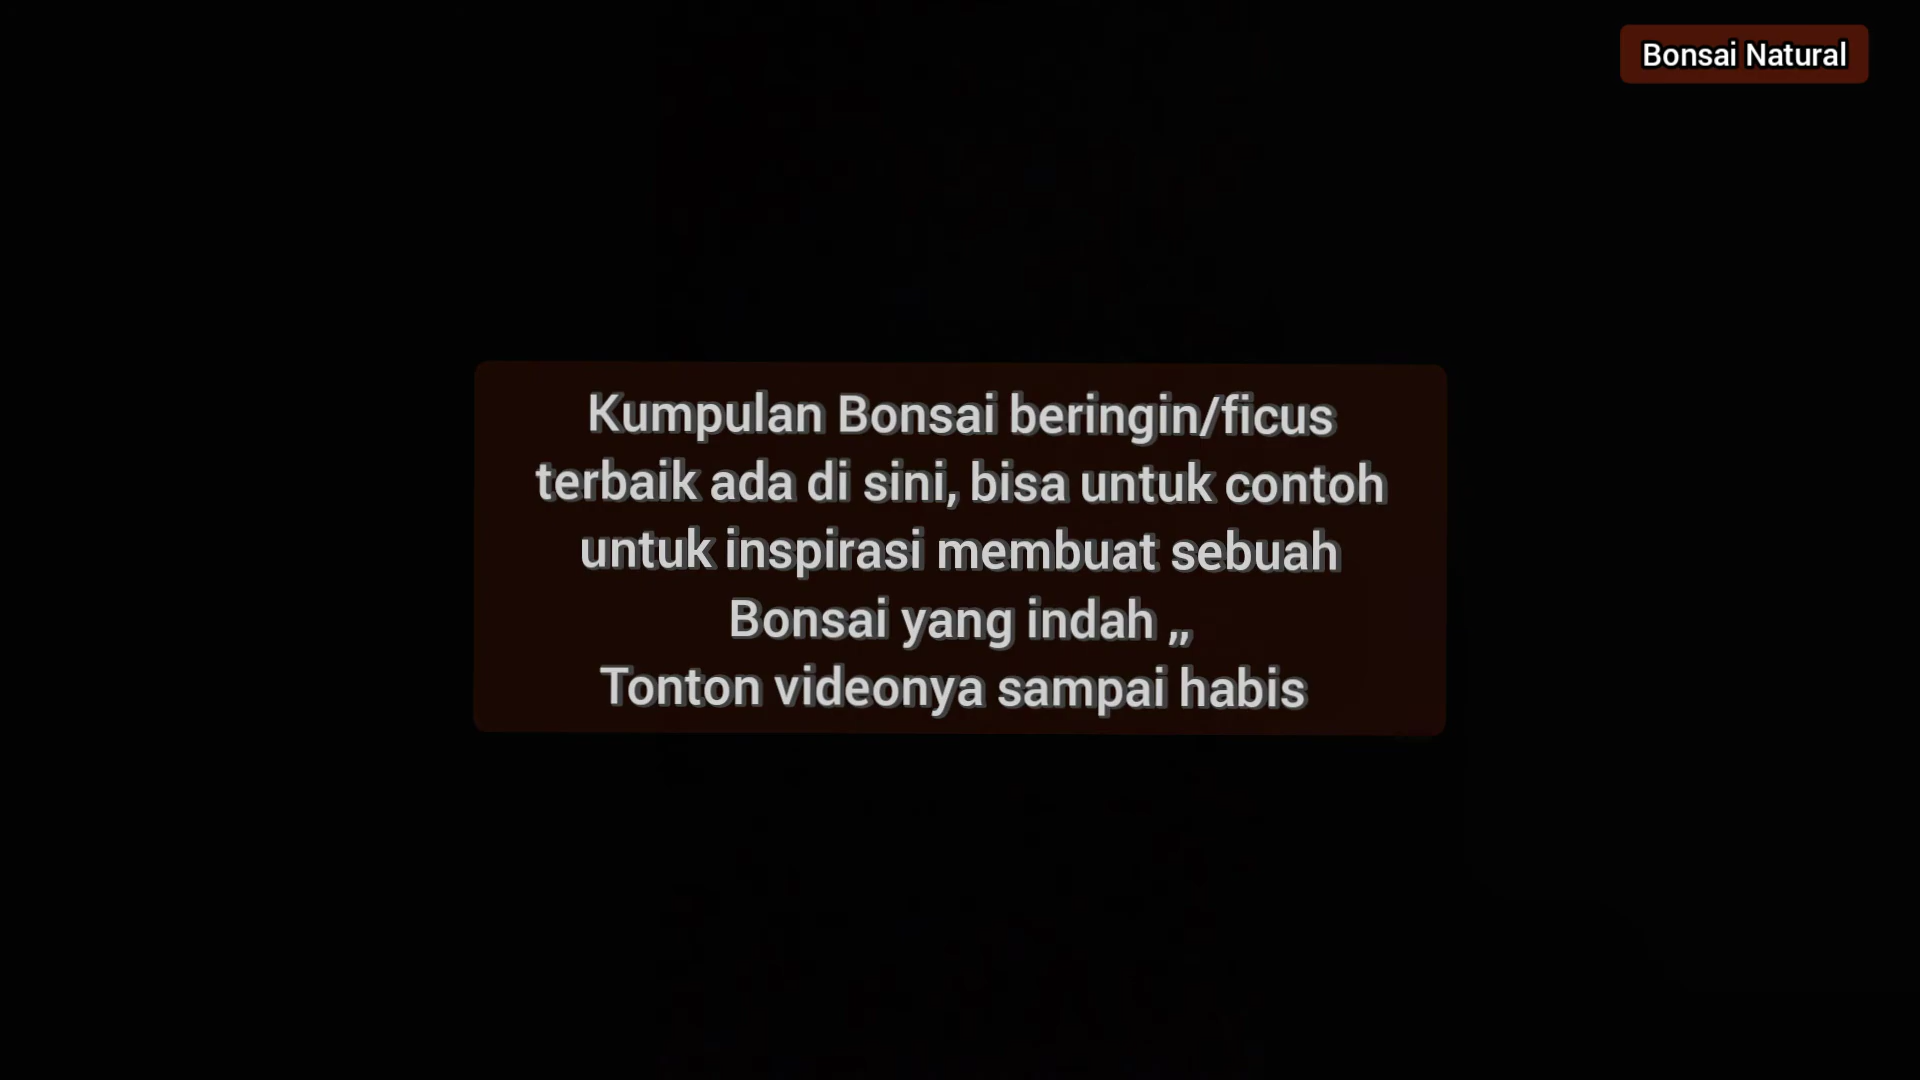 Bonsai Natural
Kumpulan Bonsai beringin/ficus
terbaik ada di sini, bisa untuk contoh
untuk inspirasi membuat sebuah
Bonsai yang indah ,,
Tonton videonya sampai habis